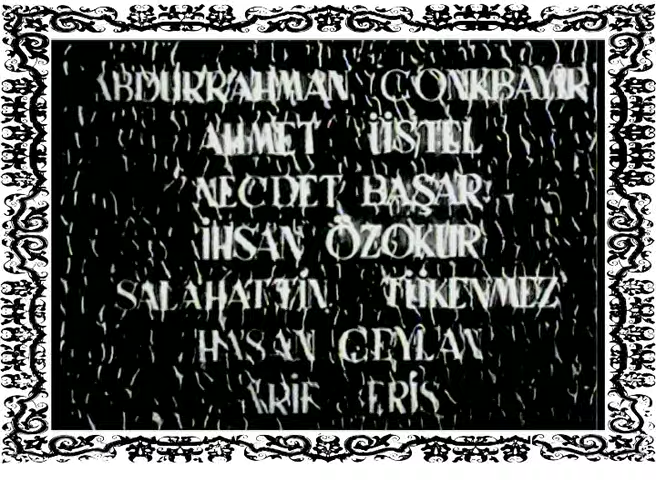 ABDURRAHMAN CONKBAYIR
AHMET ÜSTEL
NECDET BAŞAR
İHSAN ÖZOKUR
SALAHATTİN TÜKENMEZ
HASAN CEYLAN
ARİF ERİŞ